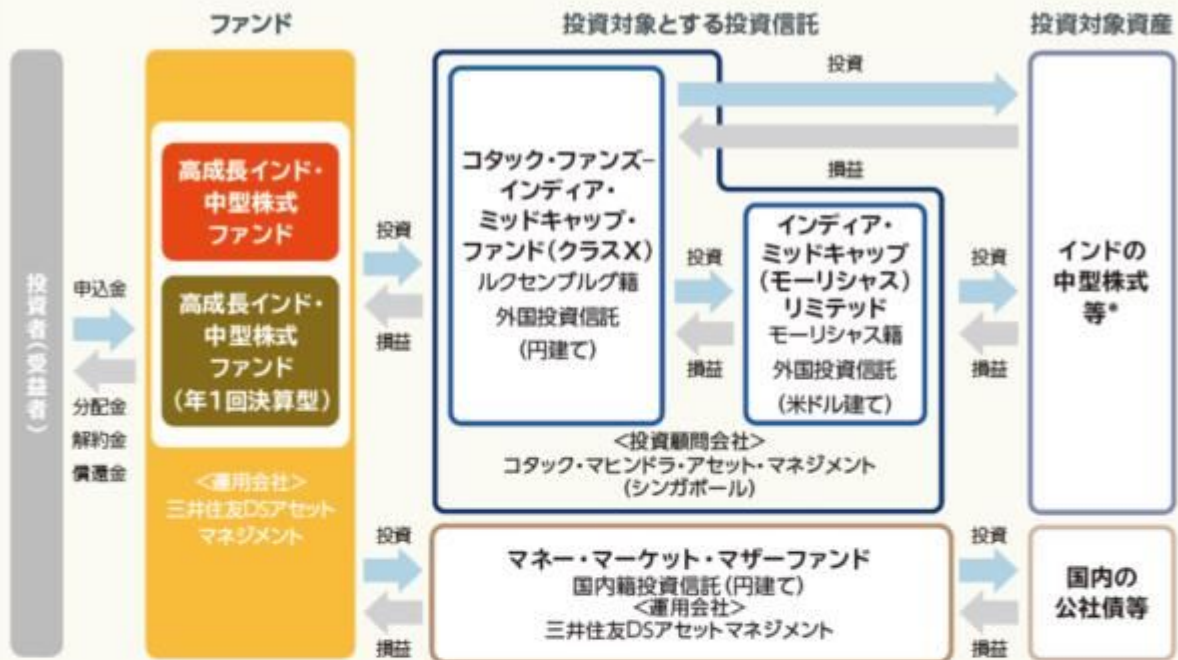 ファンド
投資対象とする投資信託
投資対象資産
投資者(受益者)
申込金
分配金
解約金
償還金
高成長インド・
中型株式
ファンド
高成長インド・
中型株式
ファンド
(年1回決算型)
<運用会社>
三井住友DSアセット
マネジメント
投資
損益
コタック・ファンズ−
インディア・
ミッドキャップ・
ファンド(クラスX)
ルクセンブルグ籍
外国投資信託
(円建て)
投資
損益
投資
損益
インディア・
ミッドキャップ
(モーリシャス)
リミテッド
モーリシャス籍
外国投資信託
(米ドル建て)
<投資顧問会社>
コタック・マヒンドラ・アセット・マネジメント
(シンガポール)
投資
損益
インドの
中型株式
等*
投資
損益
マネー・マーケット・マザーファンド
国内籍投資信託(円建て)
<運用会社>
三井住友DSアセットマネジメント
投資
損益
国内の
公社債等